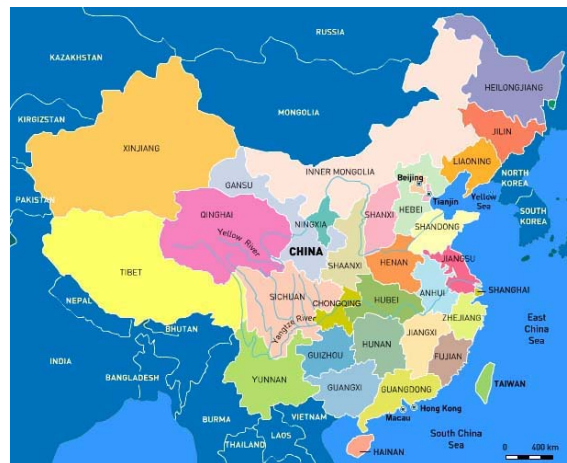 RUSSIA
KAZAKHSTAN
HEILONGJIANG
MONGOLIA
KIRGIZSTAN
JILIN
XINJIANG
LIAONING
INNER MONGOLIA
Beijing
NORTH
KOREA
GANSU
Tianjin
PAKISTAN
HEBEI
Yellow
Sea
SHANXI
QINGHAI
SOUTH
KOREA
NINGXIA
SHANDONG
Yellow River
CHINA
HENAN
JIANGSU
SHAANXI
TIBET
SHANGHAI
ANHUI
SICHUAN
CHONGQING
HUBEI
NEPAL
ZHEJIANG
East
China
Sea
Yangtze River
BHUTAN
JIANGXI
HUNAN
GUIZHOU
FUJIAN
INDIA
BANGLADESH
YUNNAN
GUANGXI
GUANGDONG
TAIWAN
Hong Kong
Macau
BURMA
VIETNAM
South China
Sea
LAOS
THAILAND
HAINAN
0 490 km